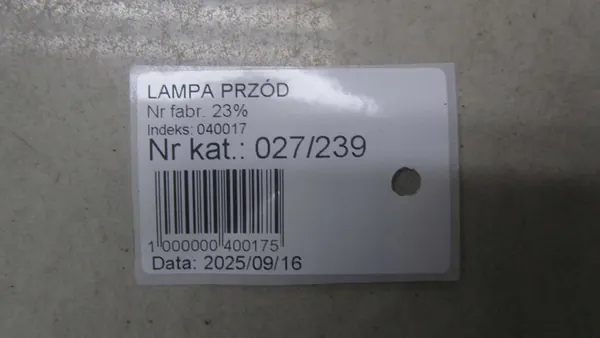 LAMPA PRZÓD
Nr fabr. 23%
Indeks: 040017
Nr kat.: 027/239
1 000000 400175
Data: 2025/09/16